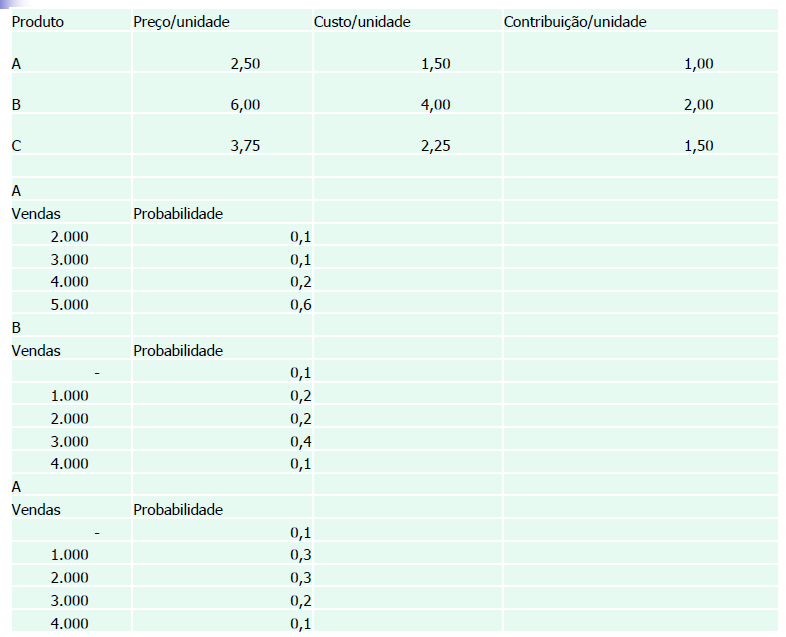 Produto Preço/unidade Custo/unidade Contribuição/unidade
A 2,50 1,50 1,00
B 6,00 4,00 2,00
C 3,75 2,25 1,50
A
Vendas Probabilidade
2.000 0,1
3.000 0,1
4.000 0,2
5.000 0,6
B
Vendas Probabilidade
- 0,1
1.000 0,2
2.000 0,2
3.000 0,4
4.000 0,1
A
Vendas Probabilidade
- 0,1
1.000 0,3
2.000 0,3
3.000 0,2
4.000 0,1